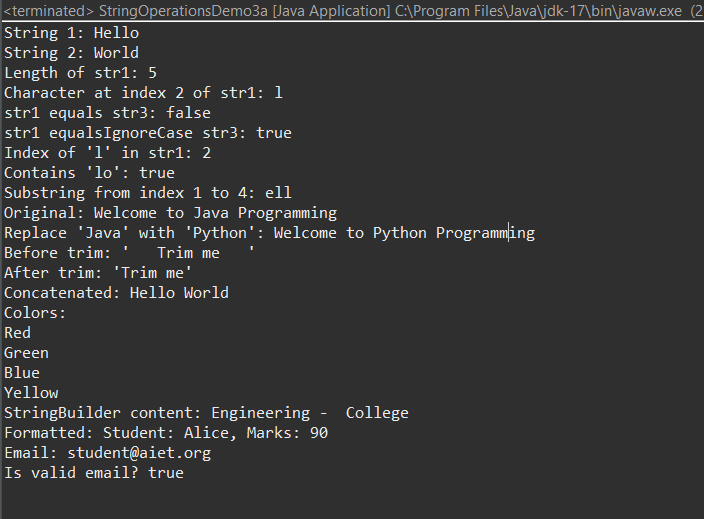 <terminated> StringOperationsDemo3a [Java Application] C:\Program Files\Java\jdk-17\bin\javaw.exe (2
String 1: Hello
String 2: World
Length of str1: 5
Character at index 2 of str1: l
str1 equals str3: false
str1 equalsIgnoreCase str3: true
Index of 'l' in str1: 2
Contains 'lo': true
Substring from index 1 to 4: ell
Original: Welcome to Java Programming
Replace 'Java' with 'Python': Welcome to Python Programming
Before trim: '   Trim me   '
After trim: 'Trim me'
Concatenated: Hello World
Colors:
Red
Green
Blue
Yellow
StringBuilder content: Engineering -  College
Formatted: Student: Alice, Marks: 90
Email: student@aiet.org
Is valid email? true